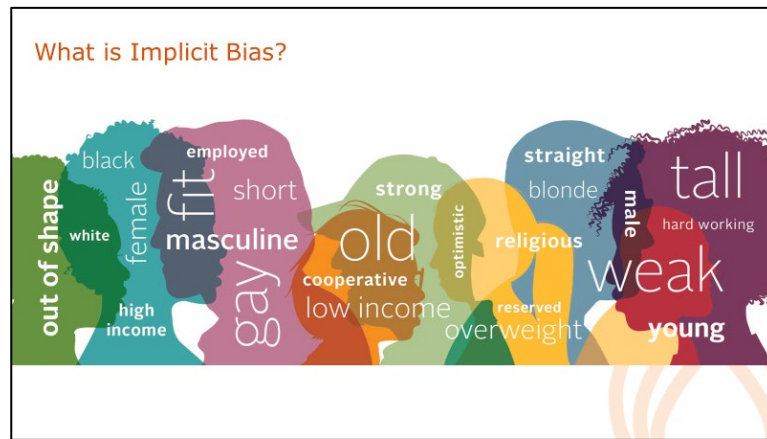 What is Implicit Bias?
out of shape
black
white
female
high
income
employed
fit
short
masculine
gay
strong
old
cooperative
low income
optimistic
religious
reserved
overweight
straight
blonde
male
tall
hard working
weak
young